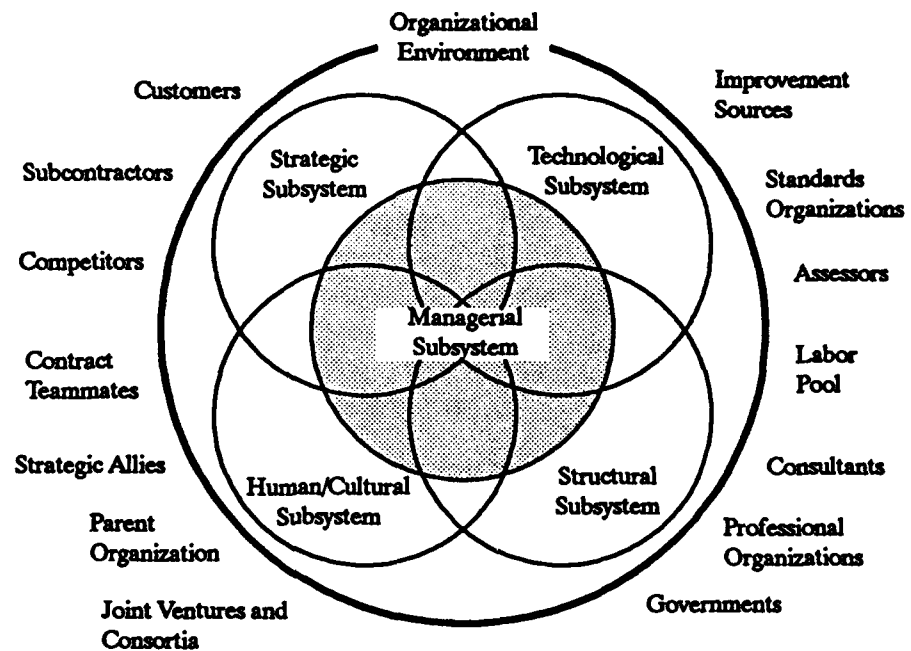 Organizational
Environment
Customers
Subcontractors
Competitors
Contract
Teammates
Strategic Allies
Parent
Organization
Joint Ventures and
Consortia
Strategic
Subsystem
Technological
Subsystem
Managerial
Subsystem
Human/Cultural
Subsystem
Structural
Subsystem
Improvement
Sources
Standards
Organizations
Assessors
Labor
Pool
Consultants
Professional
Organizations
Governments